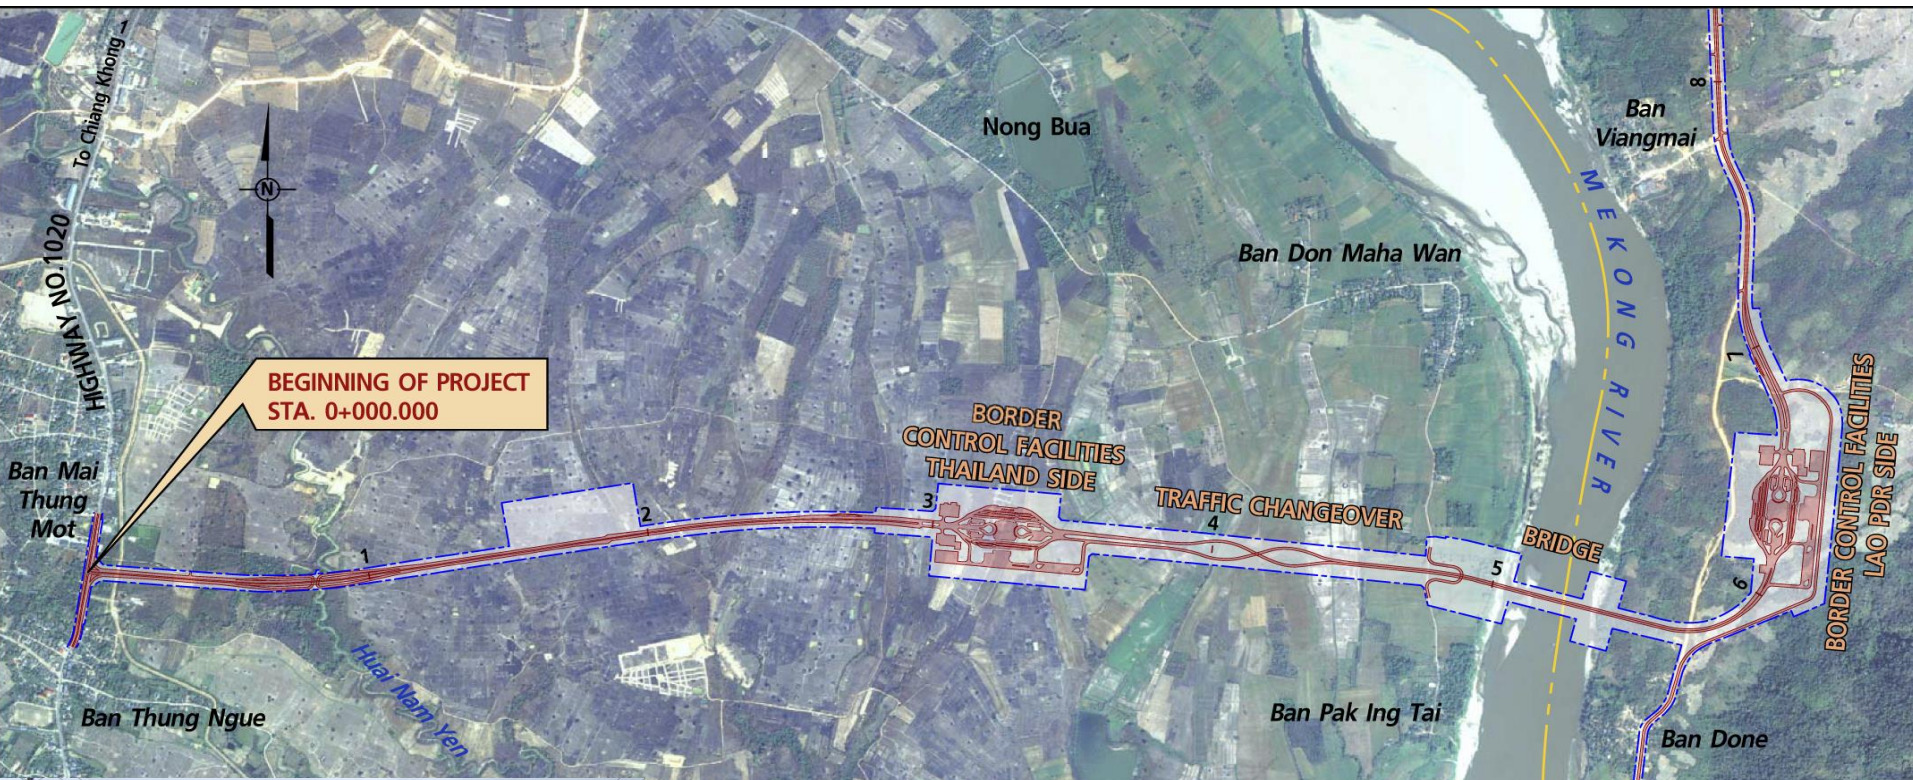 To Chiang Khong 1
HIGHWAY NO.1020
N
BEGINNING OF PROJECT
STA. 0+000.000
Ban Mai
Thung
Mot
Ban Thung Ngue
Huai Nam Yen
1
2
3
BORDER
CONTROL FACILITIES
THAILAND SIDE
Nong Bua
Ban Don Maha Wan
TRAFFIC CHANGEOVER
4
5
BRIDGE
Ban Pak Ing Tai
MEKONG RIVER
Ban
Viangmai
8
7
6
BORDER CONTROL FACILITIES
LAO PDR SIDE
Ban Done